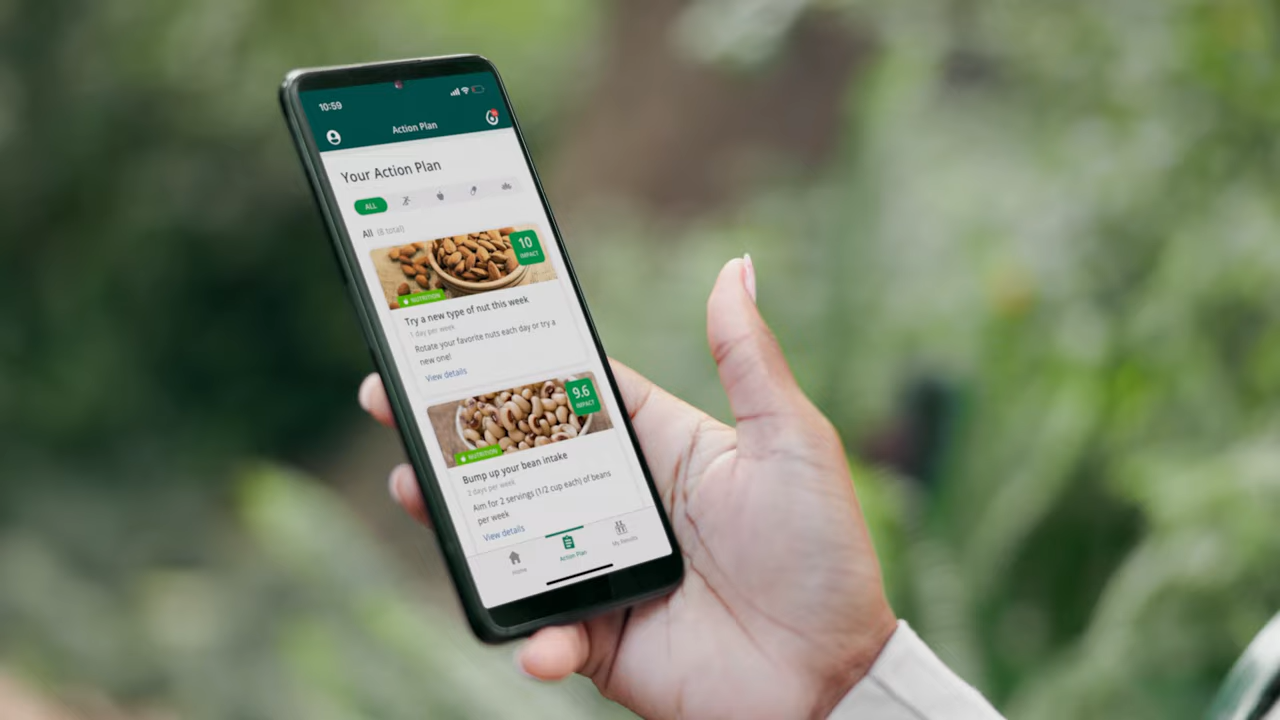 10:59
Action Plan
Your Action Plan
ALL
All (8 total)
10
IMPACT
NUTRITION
Try a new type of nut this week
1 day per week
Rotate your favorite nuts each day or try a
new one!
View details
9.6
IMPACT
NUTRITION
Bump up your bean intake
2 days per week
Aim for 2 servings (1/2 cup each) of beans
per week
View details
Home
Action Plan
My Results